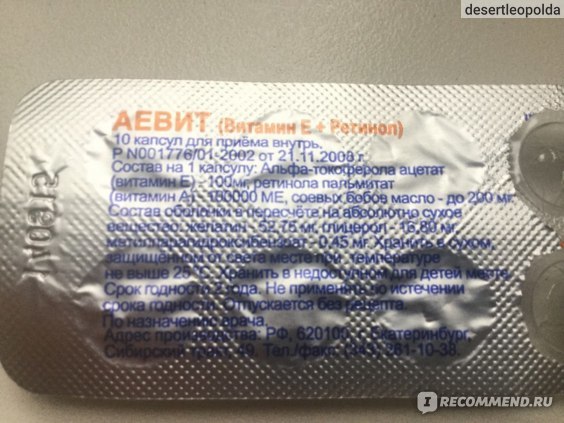 desertleopolda
АЕВИТ (Витамин Е + Ретинол)
10 капсул для приёма внутрь.
Р N001776/01-2002 от 21.11.2008 г.
Состав на 1 капсулу: Альфа-токоферола ацетат
(витамин Е) - 100мг, ретинола пальмитат
(витамин А) - 100000 МЕ, соевых бобов масло - до 200 мг.
Состав оболочки в пересчёте на абсолютно сухое
вещество: желатин - 52,75 мг, глицерол - 16,80 мг,
метилпарагидроксибензоат - 0,45 мг. Хранить в сухом,
защищённом от света месте при температуре
не выше 25°С. Хранить в недоступном для детей месте.
Срок годности 2 года. Не применять по истечении
срока годности. Отпускается без рецепта.
По назначению врача.
Адрес производства: РФ, 620100 Екатеринбург,
Сибирский тракт, 49. Тел./факс: (343) 261-10-38.
IRECOMMEND.RU